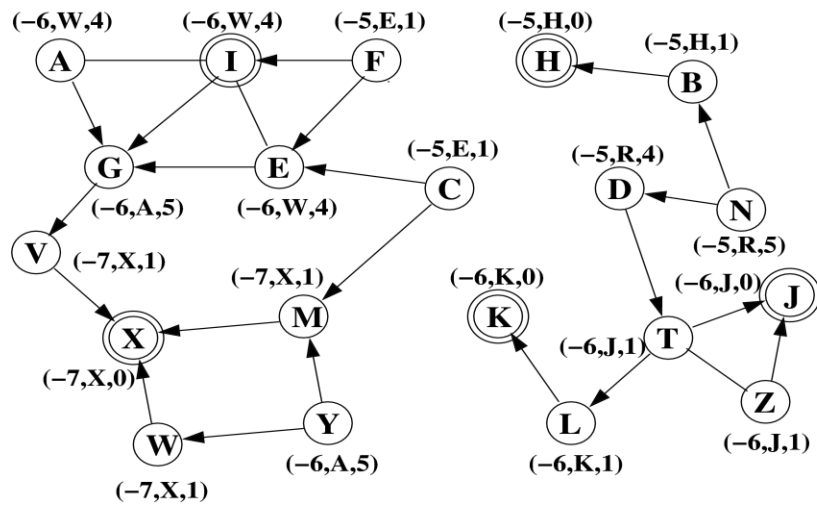 (−6,W,4) (−6,W,4) (−5,E,1) (−5,H,0) (−5,H,1)
A I F H B
(−5,E,1) (−5,R,4)
G E C D N
(−6,A,5) (−6,W,4) (−5,R,5)
V (−7,X,1) (−7,X,1) (−6,K,0) (−6,J,0)
X M K T J
(−7,X,0) (−6,J,1)
W Y L Z
(−7,X,1) (−6,A,5) (−6,K,1) (−6,J,1)